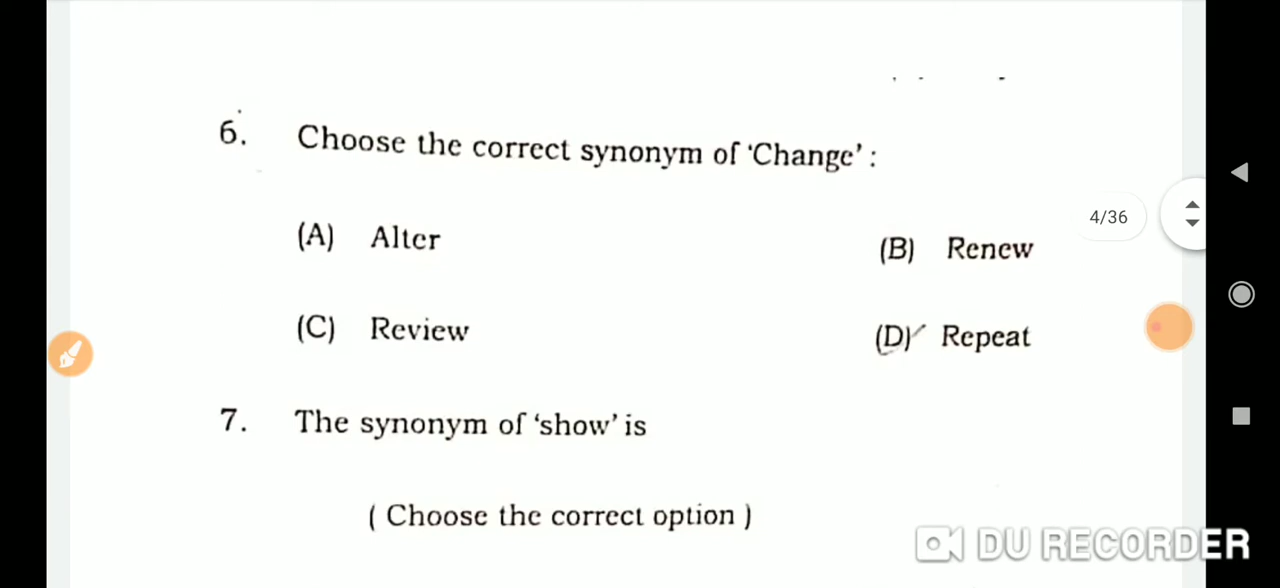 6. Choose the correct synonym of 'Change' :
4/36
(A) Alter
(B) Renew
(C) Review
(D) Repeat
7. The synonym of 'show' is
( Choose the correct option )
DU RECORDER